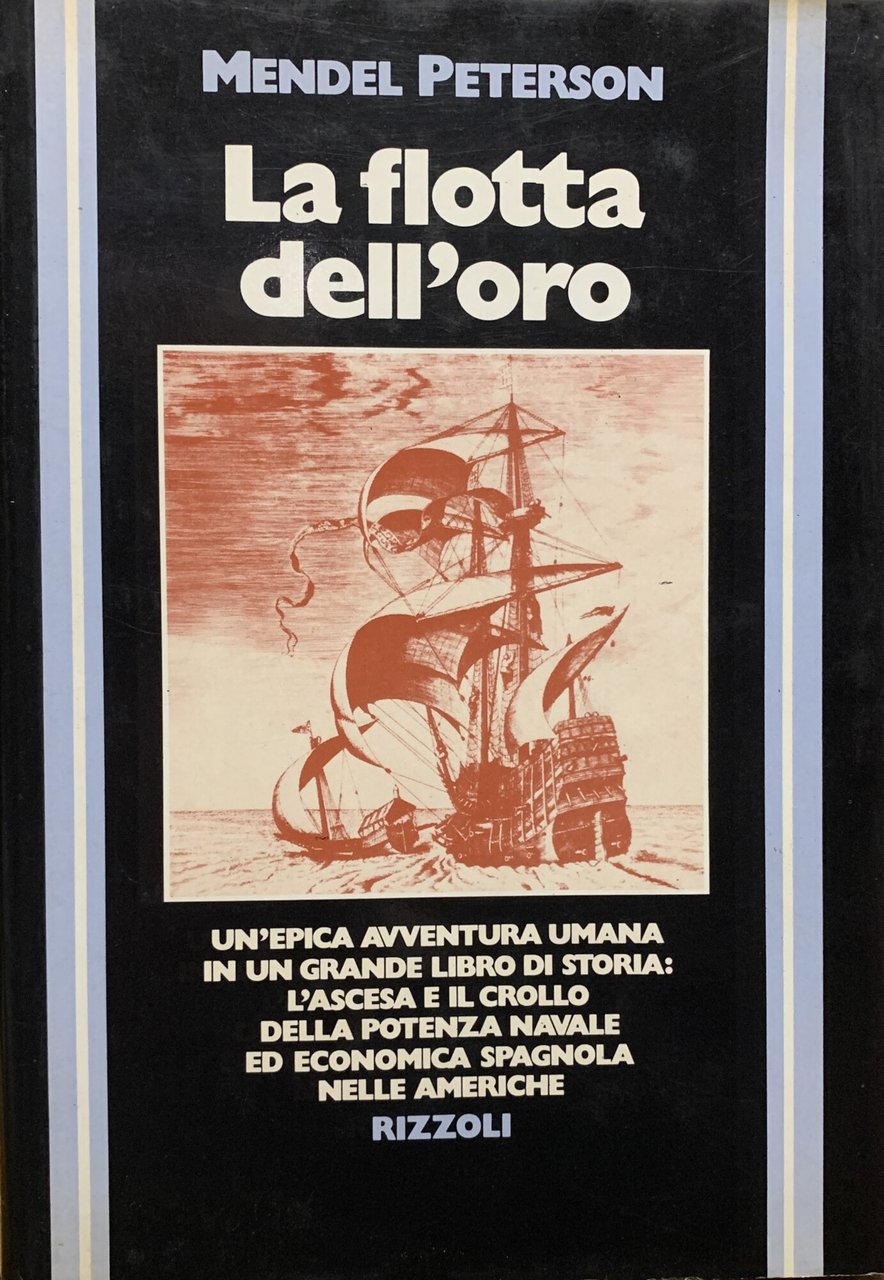 MENDEL PETERSON
La flotta
dell'oro
UN'EPICA AVVENTURA UMANA
IN UN GRANDE LIBRO DI STORIA:
L'ASCESA E IL CROLLO
DELLA POTENZA NAVALE
ED ECONOMICA SPAGNOLA
NELLE AMERICHE
RIZZOLI